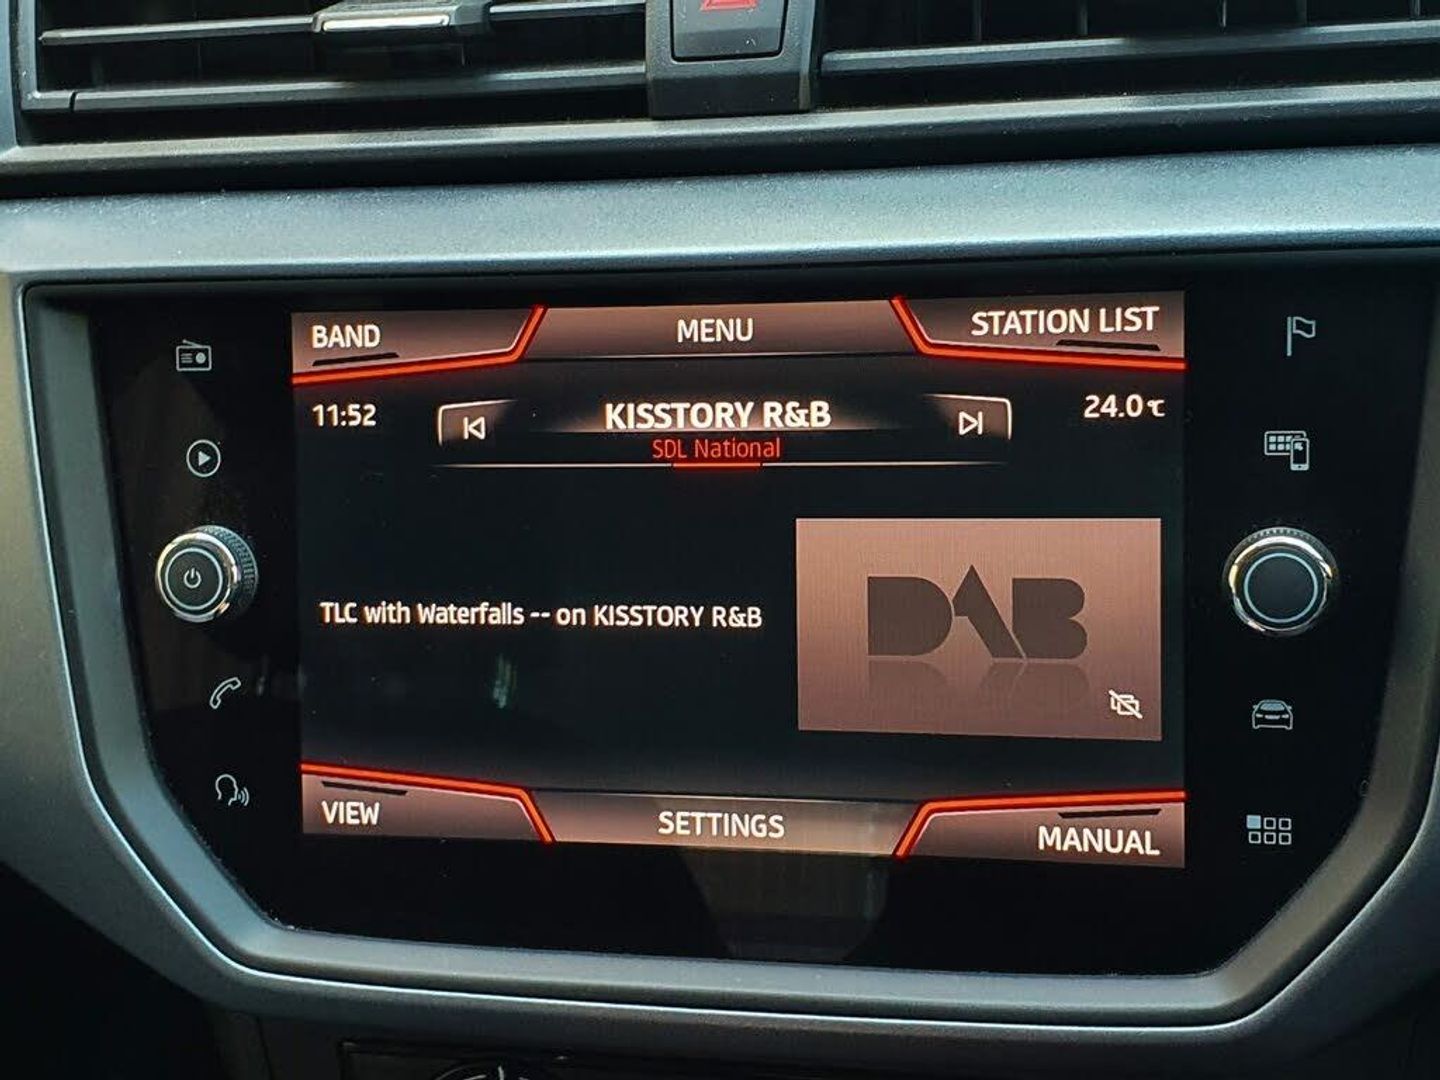 BAND
MENU
STATION LIST
11:52
KISSTORY R&B
24.0℃
SDL National
TLC with Waterfalls -- on KISSTORY R&B
DAB
VIEW
SETTINGS
MANUAL